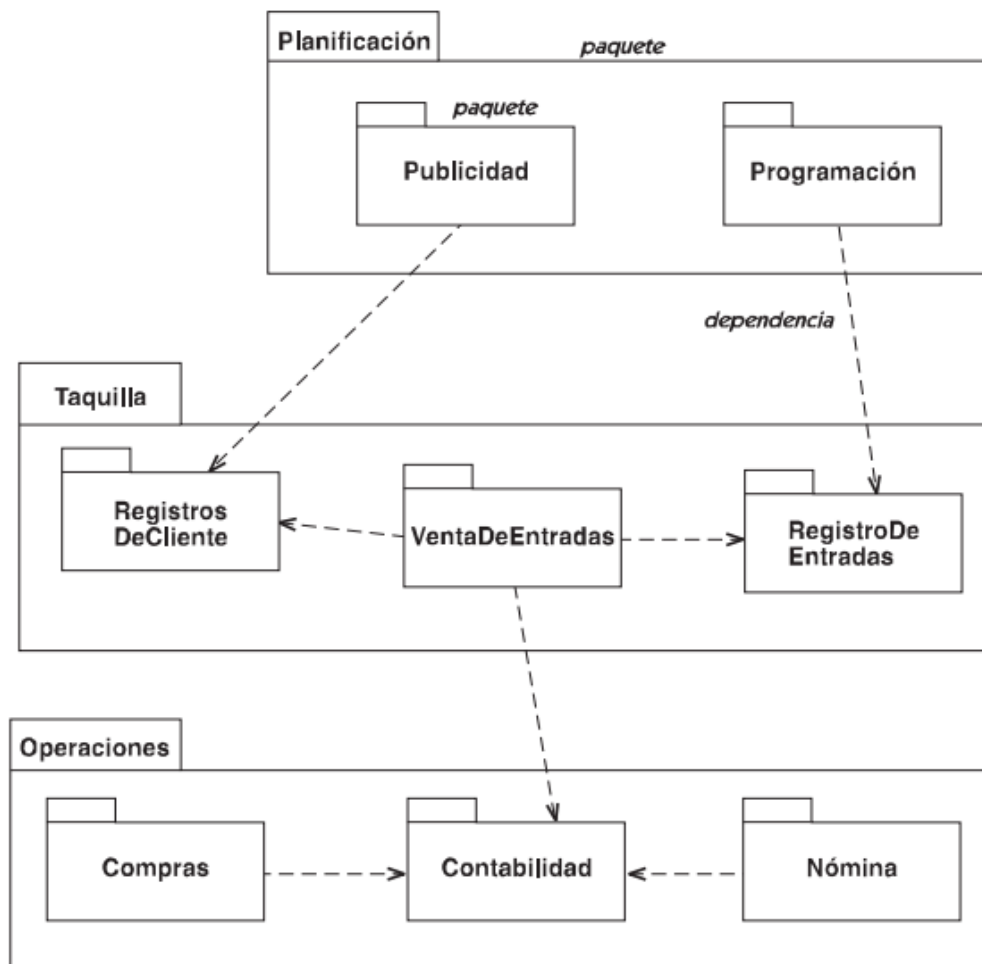 Planificación
paquete
paquete
Publicidad
Programación
dependencia
Taquilla
Registros
DeCliente
VentaDeEntradas
RegistroDe
Entradas
Operaciones
Compras
Contabilidad
Nómina